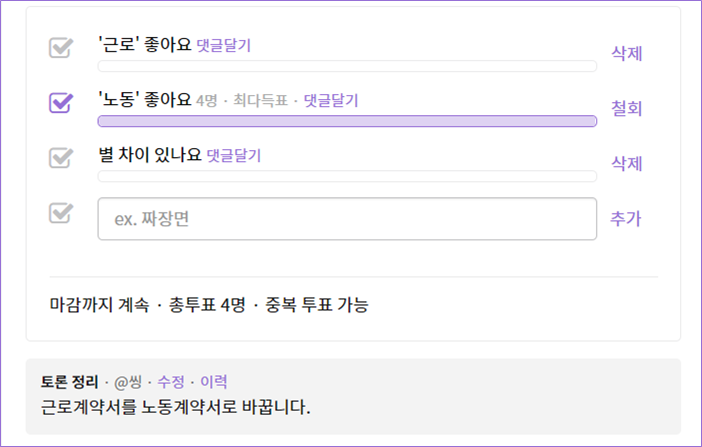 '근로' 좋아요 댓글달기
삭제
'노동' 좋아요 4명 · 최다득표 · 댓글달기
철회
별 차이 있나요 댓글달기
삭제
ex. 짜장면
추가
마감까지 계속 · 총투표 4명 · 중복 투표 가능
토론 정리 · @씽 · 수정 · 이력
근로계약서를 노동계약서로 바꿉니다.